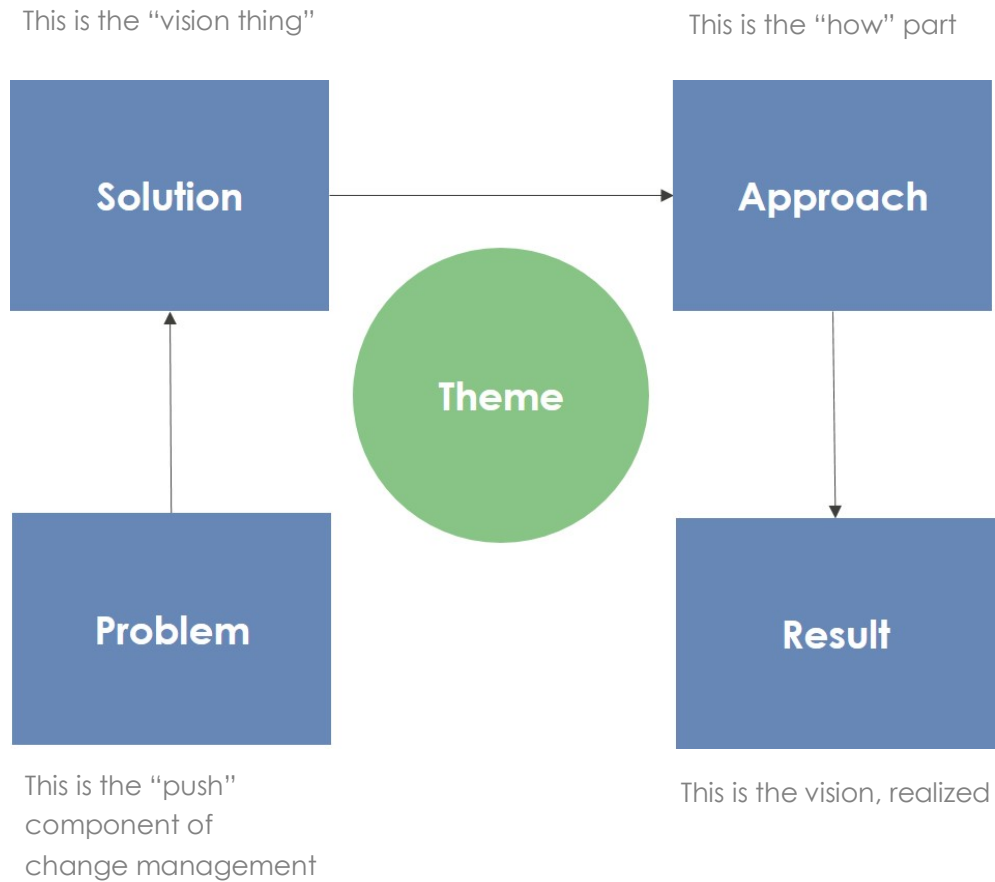 This is the “vision thing”
This is the “how” part
Solution
Approach
Theme
Problem
Result
This is the “push”
component of
change management
This is the vision, realized